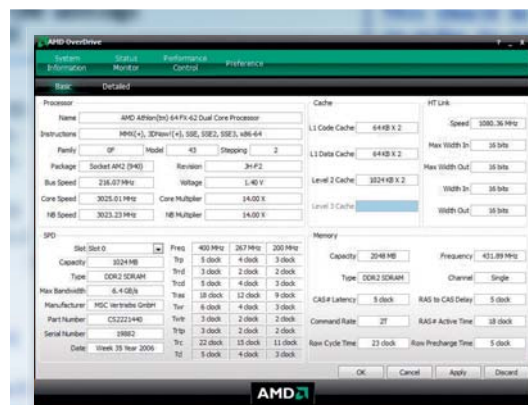 AMD OverDrive ? _ x
System Information Status Monitor Performance Control Preference
Basic Detailed
Processor
Name AMD Athlon(tm) 64 FX-62 Dual Core Processor
Instructions MMX(+), 3DNow!(+), SSE, SSE2, SSE3, x86-64
Family 0F Model 43 Stepping 2
Package Socket AM2 (940) Revision JH-F2
Bus Speed 216.07 MHz Voltage 1.40 V
Core Speed 3025.01 MHz Core Multiplier 14.00 X
NB Speed 3023.23 MHz NB Multiplier 14.00 X
Cache
L1 Code Cache 64 KB X 2
L1 Data Cache 64 KB X 2
Level 2 Cache 1024 KB X 2
Level 3 Cache
HT Link
Speed 1080.36 MHz
Max Width In 16 bits
Max Width Out 16 bits
Width In 16 bits
Width Out 16 bits
SPD
Slot Slot 0
Capacity 1024 MB
Type DDR2 SDRAM
Max Bandwidth 6.4 GB/s
Manufacturer MSC Vertriebs GmbH
Part Number CS2221440
Serial Number 19882
Date Week 35 Year 2006
Freq 400 MHz 267 MHz 200 MHz
Trp 5 clock 4 clock 3 clock
Trrd 3 clock 2 clock 2 clock
Trcd 5 clock 4 clock 3 clock
Tras 18 clock 12 clock 9 clock
Twr 6 clock 4 clock 3 clock
Twtr 3 clock 2 clock 2 clock
Trtp 3 clock 2 clock 2 clock
Trc 22 clock 15 clock 11 clock
Tcl 5 clock 4 clock 3 clock
Memory
Capacity 2048 MB Frequency 431.89 MHz
Type DDR2 SDRAM Channel Single
CAS# Latency 5 clock RAS to CAS Delay 5 clock
Command Rate 2T RAS# Active Time 18 clock
Row Cycle Time 23 clock Row Precharge Time 5 clock
OK Cancel Apply Discard
AMD